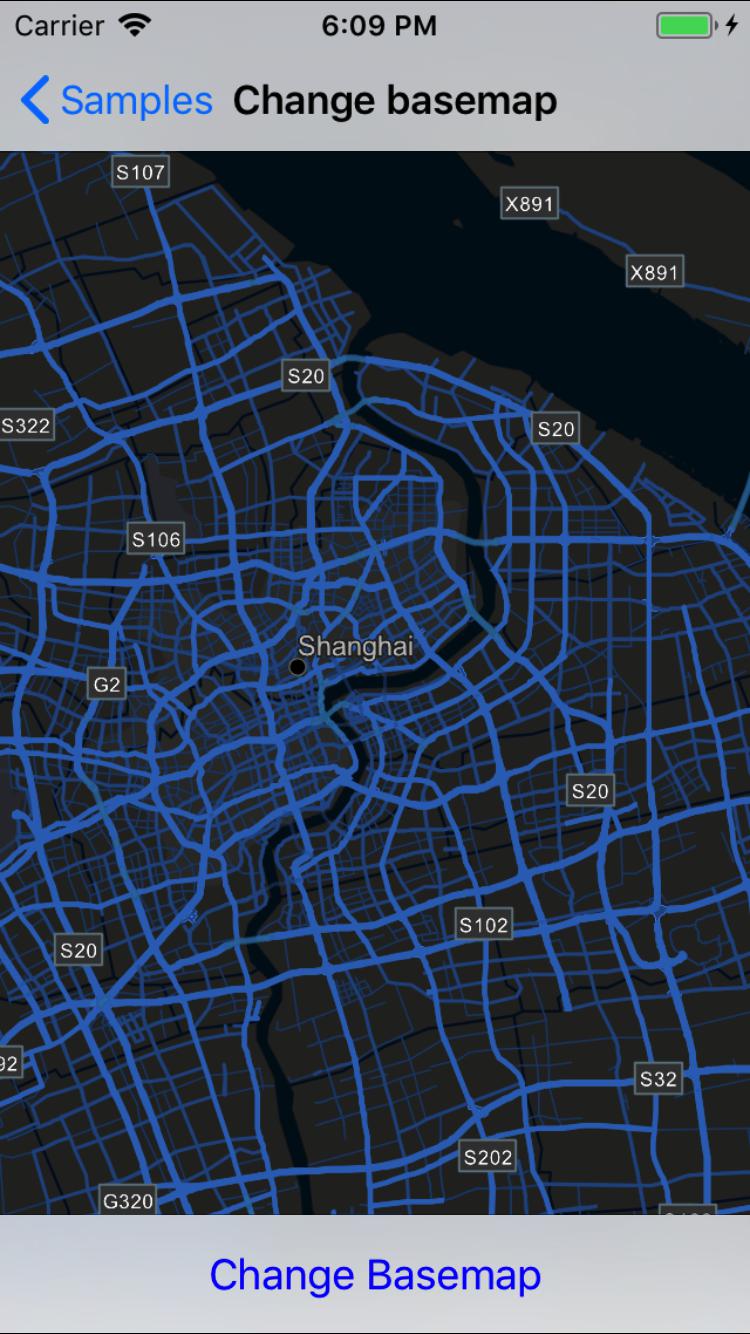 Carrier 6:09 PM
Samples Change basemap
S107
X891
X891
S20
S322
S20
S106
Shanghai
G2
S20
S102
S20
92
S32
S202
G320
Change Basemap